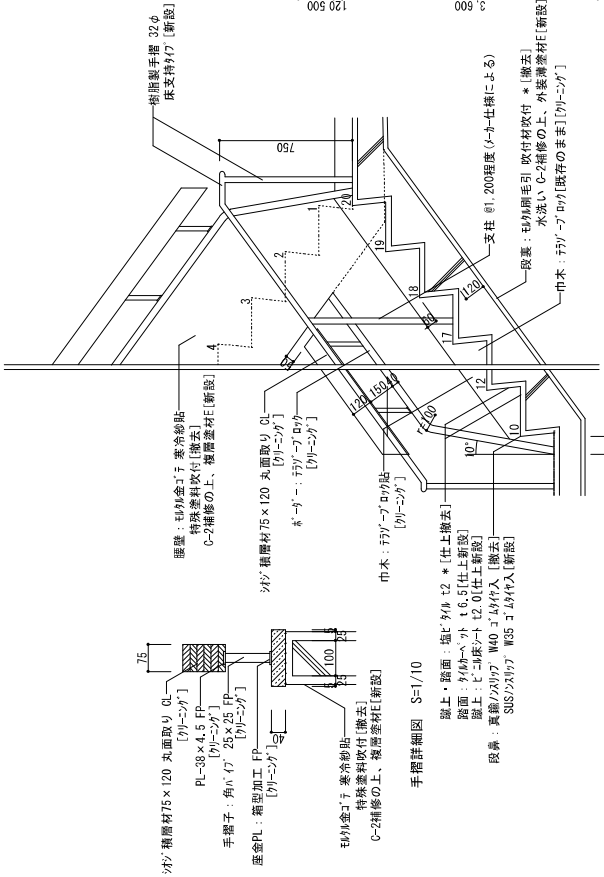 樹脂製手摺 32φ
床支持ﾀｲﾌﾟ[新設]
120 500
3,600
750
腰壁：ﾓﾙﾀﾙ金ｺﾞﾃ 寒冷紗貼
特殊塗料吹付[撤去]
C-2補修の上、複層塗材E[新設]
ｼｵｼﾞ積層材75×120 丸面取り CL
[ｸﾘｰﾆﾝｸﾞ]
ﾎﾞｰﾀﾞｰ：ﾃﾗｿﾞｰﾌﾞﾛｯｸ
[ｸﾘｰﾆﾝｸﾞ]
巾木：ﾃﾗｿﾞｰﾌﾞﾛｯｸ貼
[ｸﾘｰﾆﾝｸﾞ]
1
2
3
4
20
19
18
17
12
10
60
60
120
150
40
r=100
10°
120
支柱 @1,200程度(ﾒｰｶｰ仕様による)
段裏：ﾓﾙﾀﾙ刷毛引 吹付材吹付 *[撤去]
水洗い C-2補修の上、外装薄塗材E[新設]
巾木：ﾃﾗｿﾞｰﾌﾞﾛｯｸ[既存のまま][ｸﾘｰﾆﾝｸﾞ]
蹴上・踏面：塩ﾋﾞﾀｲﾙ t2 *[仕上撤去]
踏面：ﾀｲﾙｶｰﾍﾟｯﾄ t6.5[仕上新設]
蹴上：ﾋﾞﾆﾙ床ｼｰﾄ t2.0[仕上新設]
段鼻：真鍮ﾉﾝｽﾘｯﾌﾟ W40 ｺﾞﾑﾀｲﾔ入 [撤去]
SUSﾉﾝｽﾘｯﾌﾟ W35 ｺﾞﾑﾀｲﾔ入[新設]
75
ｼｵｼﾞ積層材75×120 丸面取り CL
[ｸﾘｰﾆﾝｸﾞ]
PL-38×4.5 FP
[ｸﾘｰﾆﾝｸﾞ]
手摺子：角ﾊﾟｲﾌﾟ 25×25 FP
[ｸﾘｰﾆﾝｸﾞ]
座金PL：箱型加工 FP
[ｸﾘｰﾆﾝｸﾞ]
40
5
25
100
25
5
ﾓﾙﾀﾙ金ｺﾞﾃ 寒冷紗貼
特殊塗料吹付[撤去]
C-2補修の上、複層塗材E[新設]
手摺詳細図 S=1/10